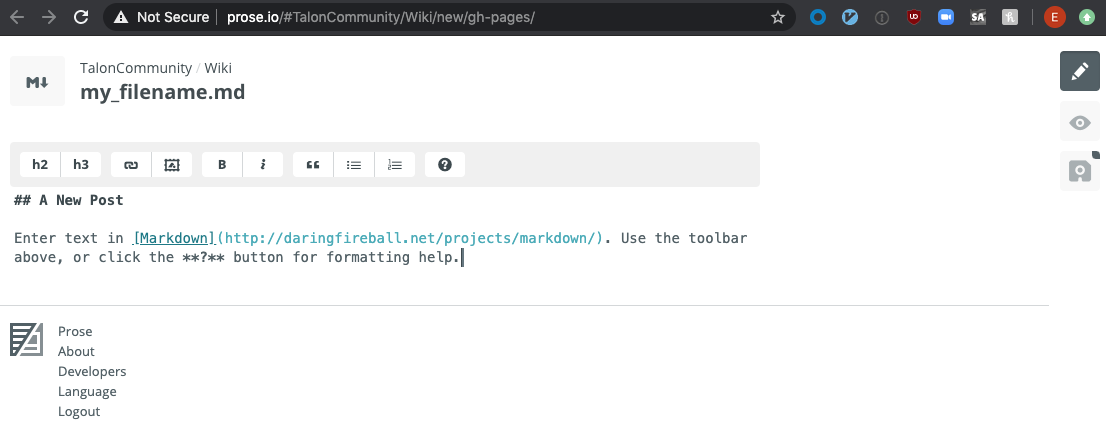 Not Secure | prose.io/#TalonCommunity/Wiki/new/gh-pages/
UD
SA
E
M
TalonCommunity / Wiki
my_filename.md
h2 h3 B i ?
## A New Post
Enter text in [Markdown](http://daringfireball.net/projects/markdown/). Use the toolbar
above, or click the **?** button for formatting help.
Prose
About
Developers
Language
Logout